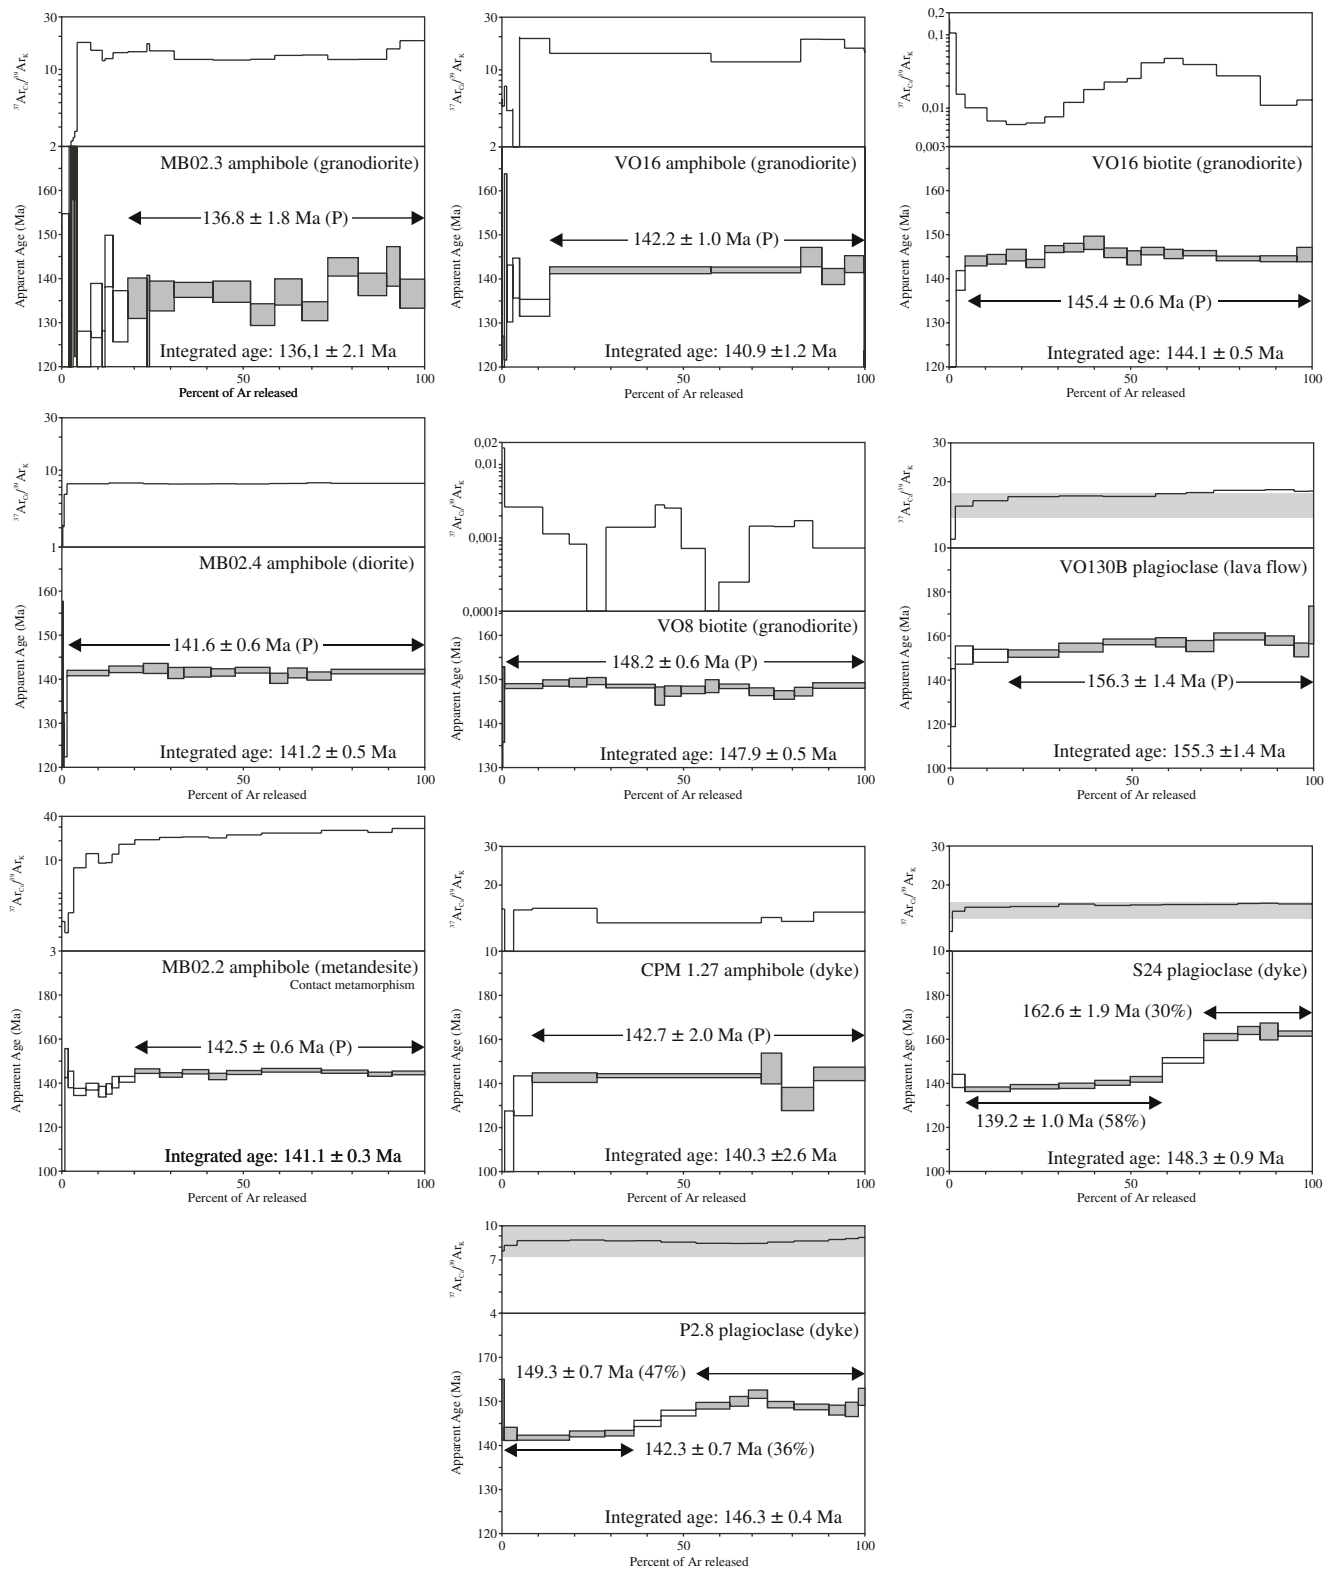 30
10
2
³⁷Ar_Ca/³⁹Ar_K
MB02.3 amphibole (granodiorite)
136.8 ± 1.8 Ma (P)
Integrated age: 136,1 ± 2.1 Ma
160
150
140
130
120
Apparent Age (Ma)
0
50
100
Percent of Ar released
30
10
2
³⁷Ar_Ca/³⁹Ar_K
VO16 amphibole (granodiorite)
142.2 ± 1.0 Ma (P)
Integrated age: 140.9 ±1.2 Ma
160
150
140
130
120
Apparent Age (Ma)
0
50
100
Percent of Ar released
0,2
0,1
0,01
0,003
³⁷Ar_Ca/³⁹Ar_K
VO16 biotite (granodiorite)
145.4 ± 0.6 Ma (P)
Integrated age: 144.1 ± 0.5 Ma
160
150
140
130
120
Apparent Age (Ma)
0
50
100
Percent of Ar released
30
10
1
³⁷Ar_Ca/³⁹Ar_K
MB02.4 amphibole (diorite)
141.6 ± 0.6 Ma (P)
Integrated age: 141.2 ± 0.5 Ma
160
150
140
130
120
Apparent Age (Ma)
0
50
100
Percent of Ar released
0,02
0,01
0,001
0,0001
³⁷Ar_Ca/³⁹Ar_K
VO8 biotite (granodiorite)
148.2 ± 0.6 Ma (P)
Integrated age: 147.9 ± 0.5 Ma
160
150
140
130
Apparent Age (Ma)
0
50
100
Percent of Ar released
30
20
10
³⁷Ar_Ca/³⁹Ar_K
VO130B plagioclase (lava flow)
156.3 ± 1.4 Ma (P)
Integrated age: 155.3 ±1.4 Ma
180
160
140
120
100
Apparent Age (Ma)
0
50
100
Percent of Ar released
40
10
3
³⁷Ar_Ca/³⁹Ar_K
MB02.2 amphibole (metandesite)
Contact metamorphism
142.5 ± 0.6 Ma (P)
Integrated age: 141.1 ± 0.3 Ma
180
160
140
120
100
Apparent Age (Ma)
0
50
100
Percent of Ar released
30
20
10
³⁷Ar_Ca/³⁹Ar_K
CPM 1.27 amphibole (dyke)
142.7 ± 2.0 Ma (P)
Integrated age: 140.3 ±2.6 Ma
180
160
140
120
100
Apparent Age (Ma)
0
50
100
Percent of Ar released
30
20
10
³⁷Ar_Ca/³⁹Ar_K
S24 plagioclase (dyke)
162.6 ± 1.9 Ma (30%)
139.2 ± 1.0 Ma (58%)
Integrated age: 148.3 ± 0.9 Ma
180
160
140
120
100
Apparent Age (Ma)
0
50
100
Percent of Ar released
10
7
4
³⁷Ar_Ca/³⁹Ar_K
P2.8 plagioclase (dyke)
149.3 ± 0.7 Ma (47%)
142.3 ± 0.7 Ma (36%)
Integrated age: 146.3 ± 0.4 Ma
170
150
140
130
120
Apparent Age (Ma)
0
50
100
Percent of Ar released